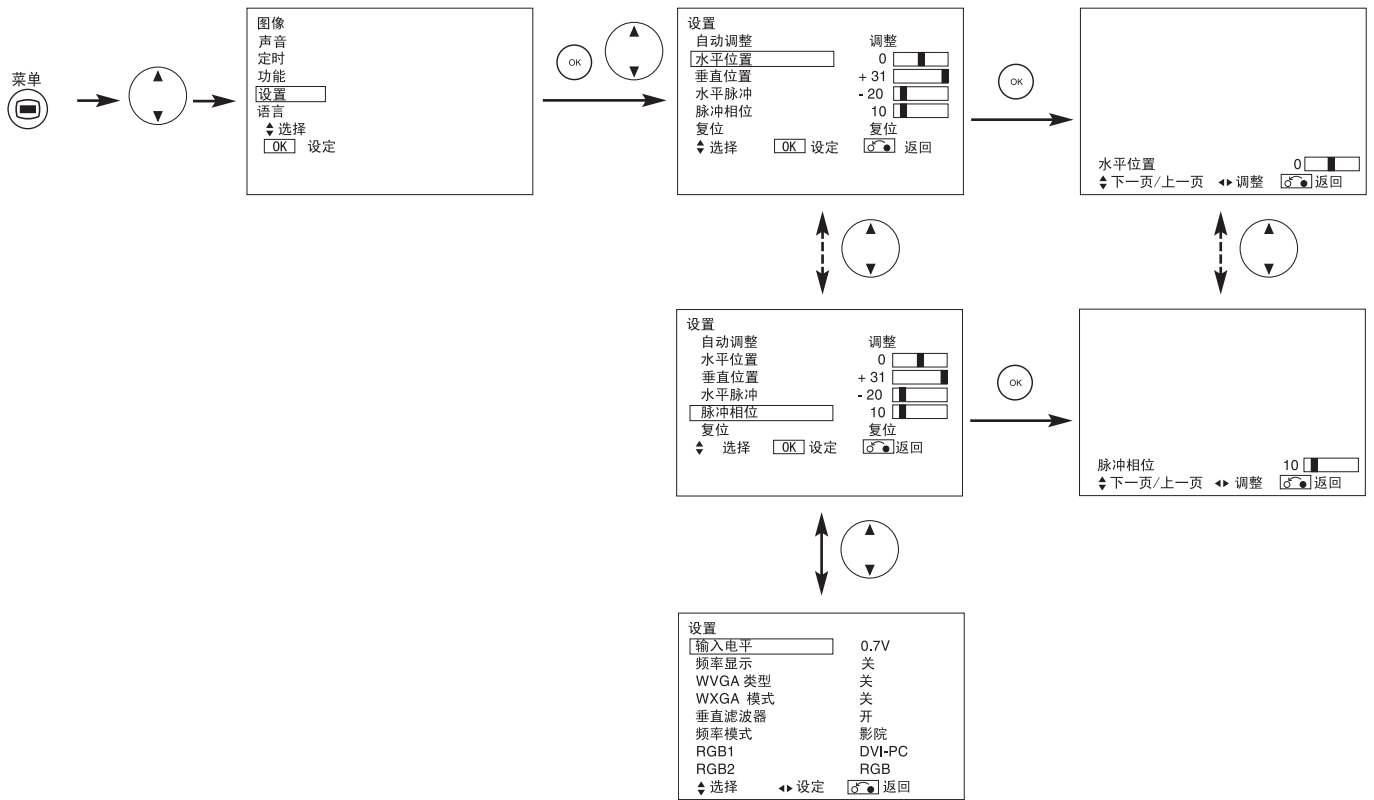 菜单
图像
声音
定时
功能
设置
语言
选择
OK 设定
OK
设置
自动调整 调整
水平位置 0
垂直位置 + 31
水平脉冲 - 20
脉冲相位 10
复位 复位
选择 OK 设定 返回
OK
水平位置 0
下一页/上一页 调整 返回
设置
自动调整 调整
水平位置 0
垂直位置 + 31
水平脉冲 - 20
脉冲相位 10
复位 复位
选择 OK 设定 返回
OK
脉冲相位 10
下一页/上一页 调整 返回
设置
输入电平 0.7V
频率显示 关
WVGA 类型 关
WXGA 模式 关
垂直滤波器 开
频率模式 影院
RGB1 DVI-PC
RGB2 RGB
选择 设定 返回